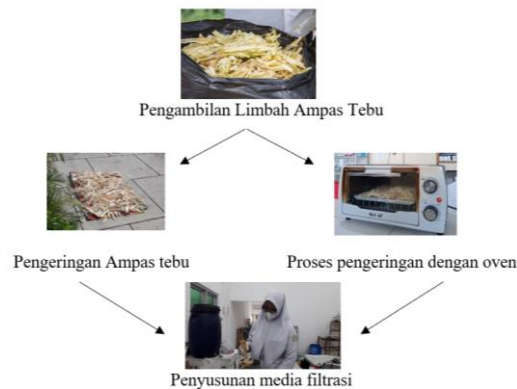 Pengambilan Limbah Ampas Tebu
Pengeringan Ampas tebu
Proses pengeringan dengan oven
Penyusunan media filtrasi